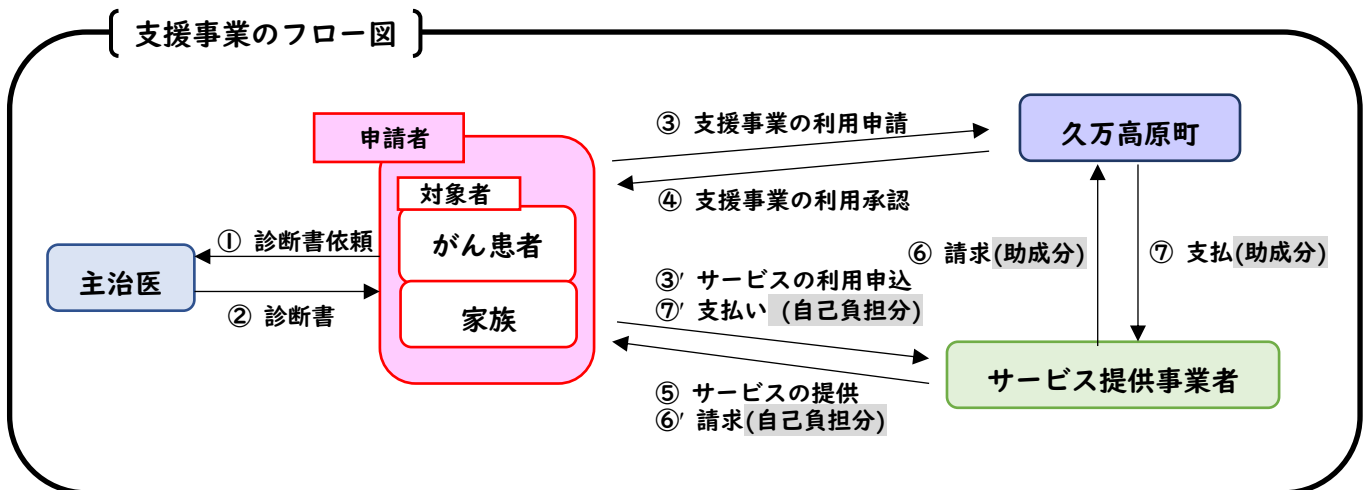 支援事業のフロー図
申請者
対象者
がん患者
家族
主治医
① 診断書依頼
② 診断書
③ 支援事業の利用申請
④ 支援事業の利用承認
久万高原町
③′ サービスの利用申込
⑦′ 支払い (自己負担分)
⑤ サービスの提供
⑥′ 請求(自己負担分)
⑥ 請求(助成分)
⑦ 支払(助成分)
サービス提供事業者